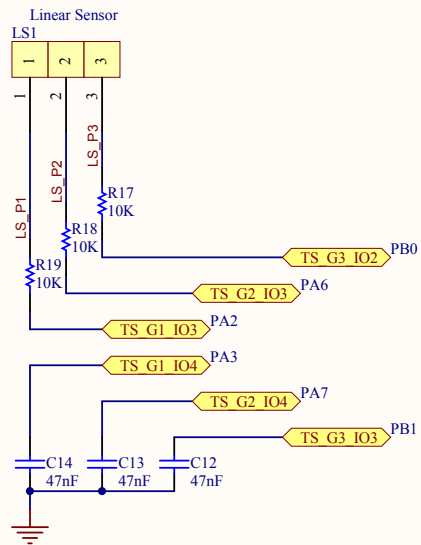 Linear Sensor
LS1
1 2 3
1 2 3
LS_P1 LS_P2 LS_P3
R17
10K
R18
10K
R19
10K
PB0
TS_G3_IO2
PA6
TS_G2_IO3
PA2
TS_G1_IO3
PA3
TS_G1_IO4
PA7
TS_G2_IO4
PB1
TS_G3_IO3
C14 C13 C12
47nF 47nF 47nF